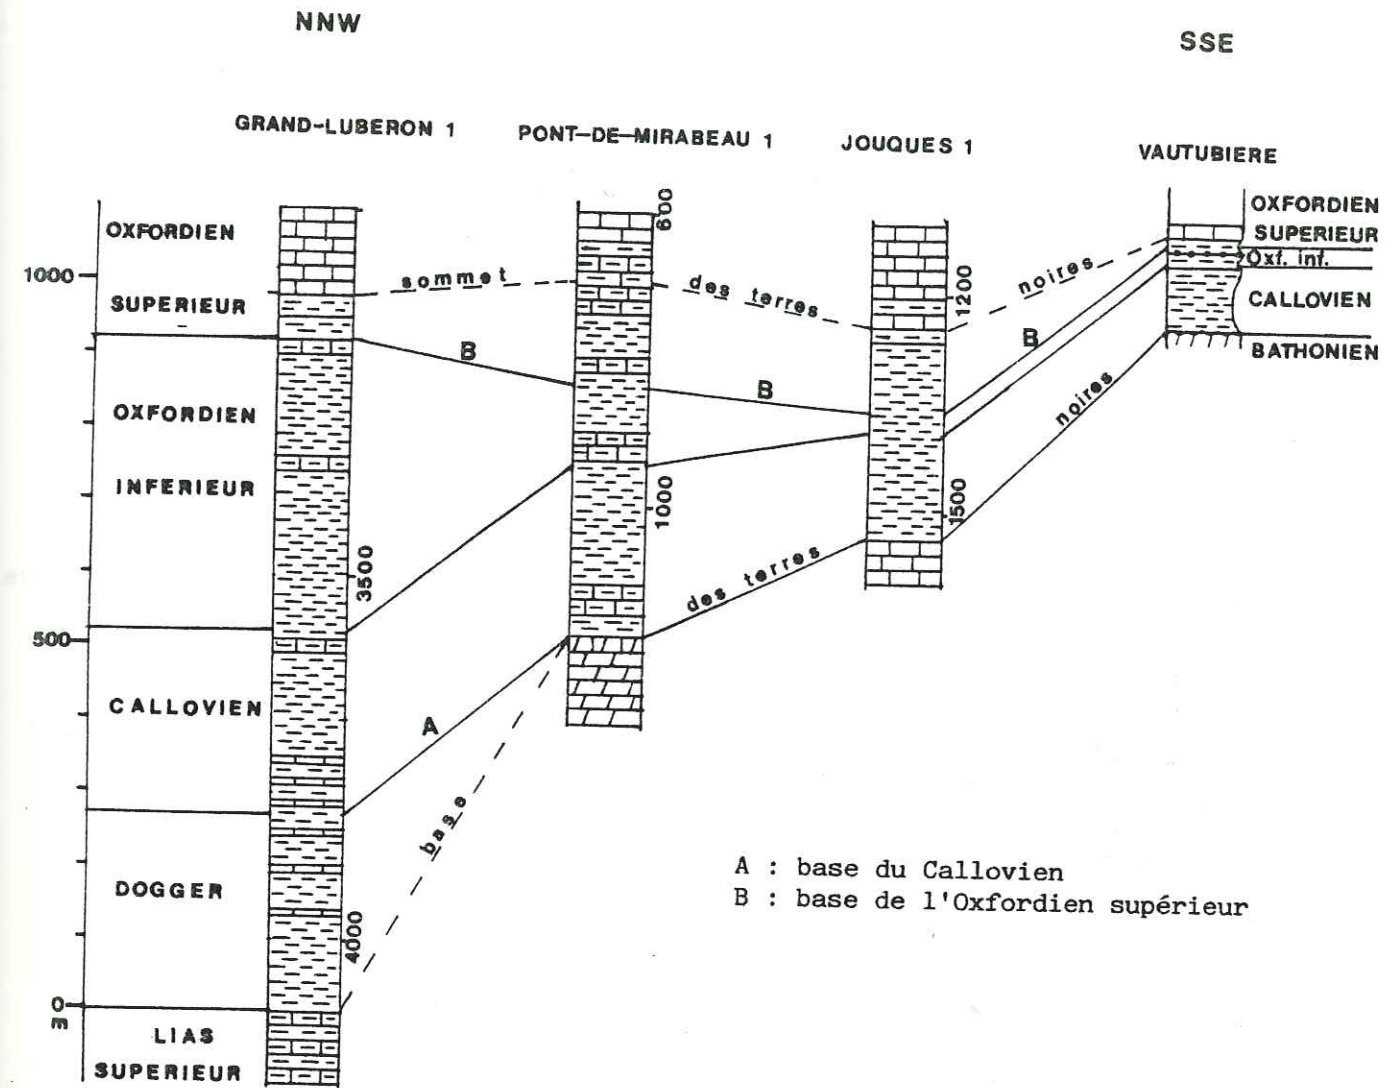 NNW
SSE
GRAND-LUBERON 1
PONT-DE-MIRABEAU 1
JOUQUES 1
VAUTUBIERE
OXFORDIEN
SUPERIEUR
OXFORDIEN
INFERIEUR
CALLOVIEN
DOGGER
LIAS
SUPERIEUR
1000
500
0
m
3500
4000
600
1000
1200
1500
sommet
des terres
noires
B
B
B
A
base
des terres
noires
OXFORDIEN
SUPERIEUR
Oxf. inf.
CALLOVIEN
BATHONIEN
A : base du Callovien
B : base de l'Oxfordien supérieur